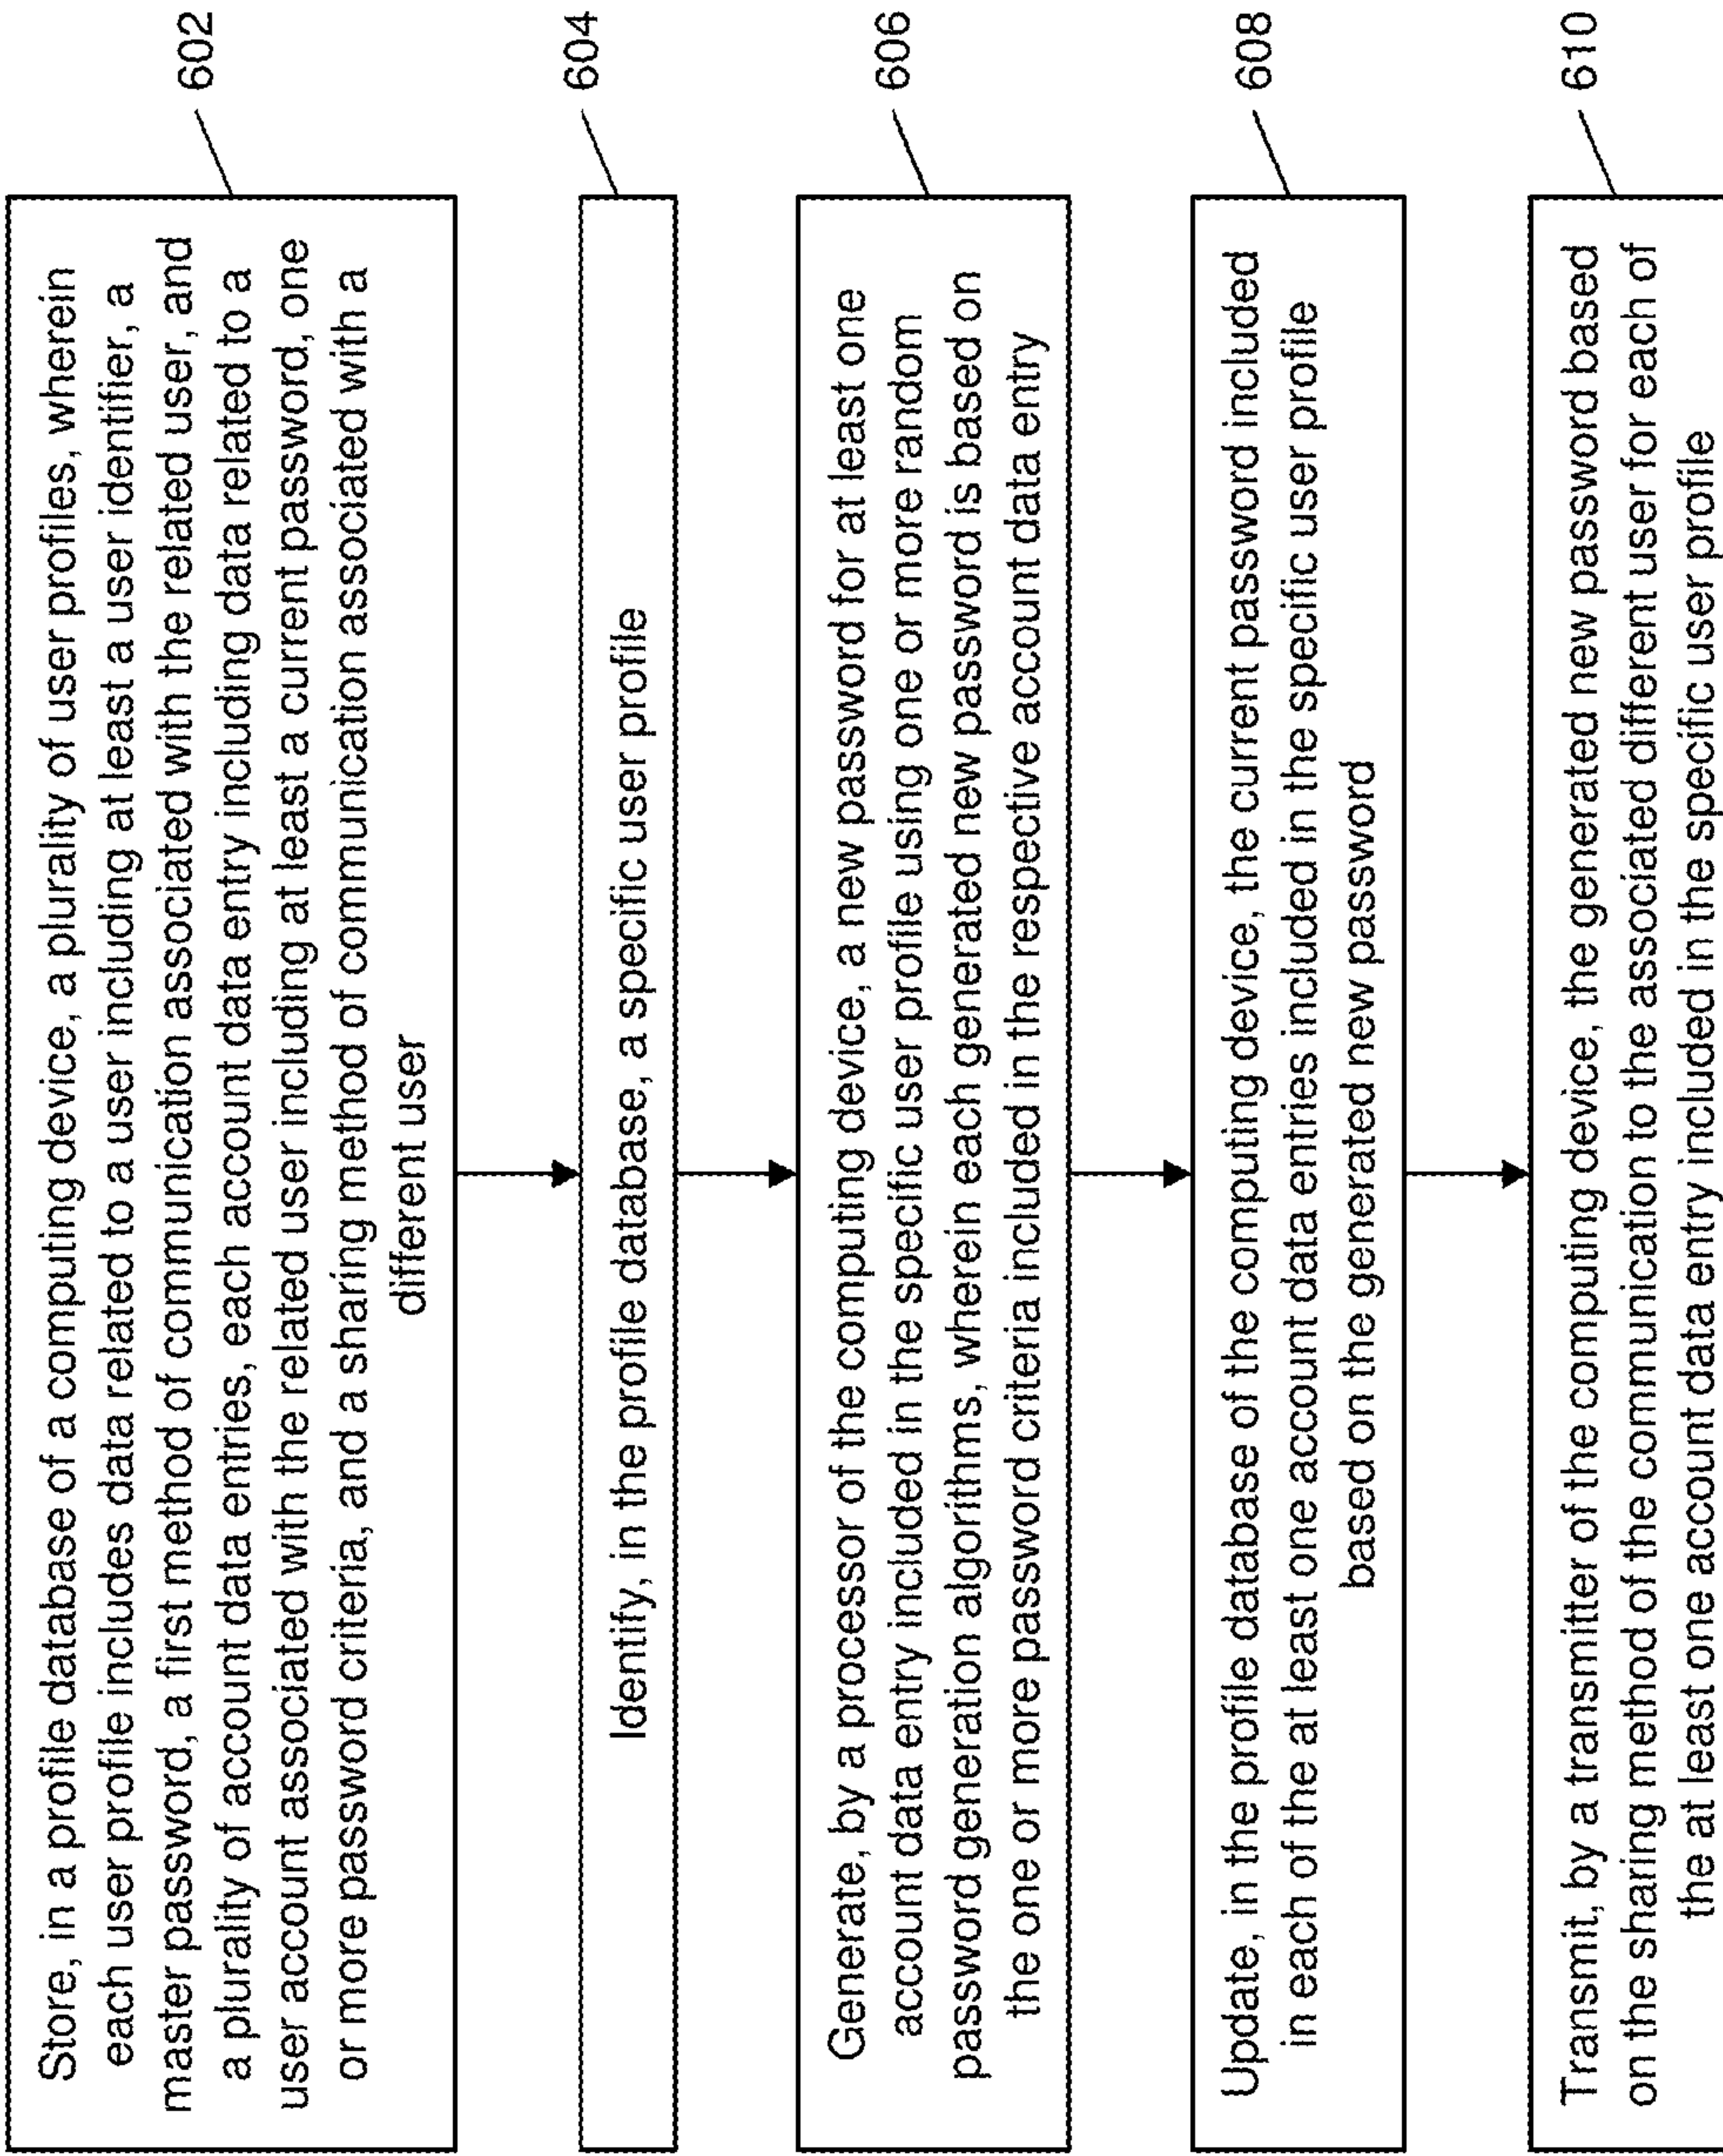 Store, in a profile database of a computing device, a plurality of user profiles, wherein
each user profile includes data related to a user including at least a user identifier, a
master password, a first method of communication associated with the related user, and
a plurality of account data entries, each account data entry including data related to a
user account associated with the related user including at least a current password, one
or more password criteria, and a sharing method of communication associated with a
different user
602
Identify, in the profile database, a specific user profile
604
Generate, by a processor of the computing device, a new password for at least one
account data entry included in the specific user profile using one or more random
password generation algorithms, wherein each generated new password is based on
the one or more password criteria included in the respective account data entry
606
Update, in the profile database of the computing device, the current password included
in each of the at least one account data entries included in the specific user profile
based on the generated new password
608
Transmit, by a transmitter of the computing device, the generated new password based
on the sharing method of the communication to the associated different user for each of
the at least one account data entry included in the specific user profile
610